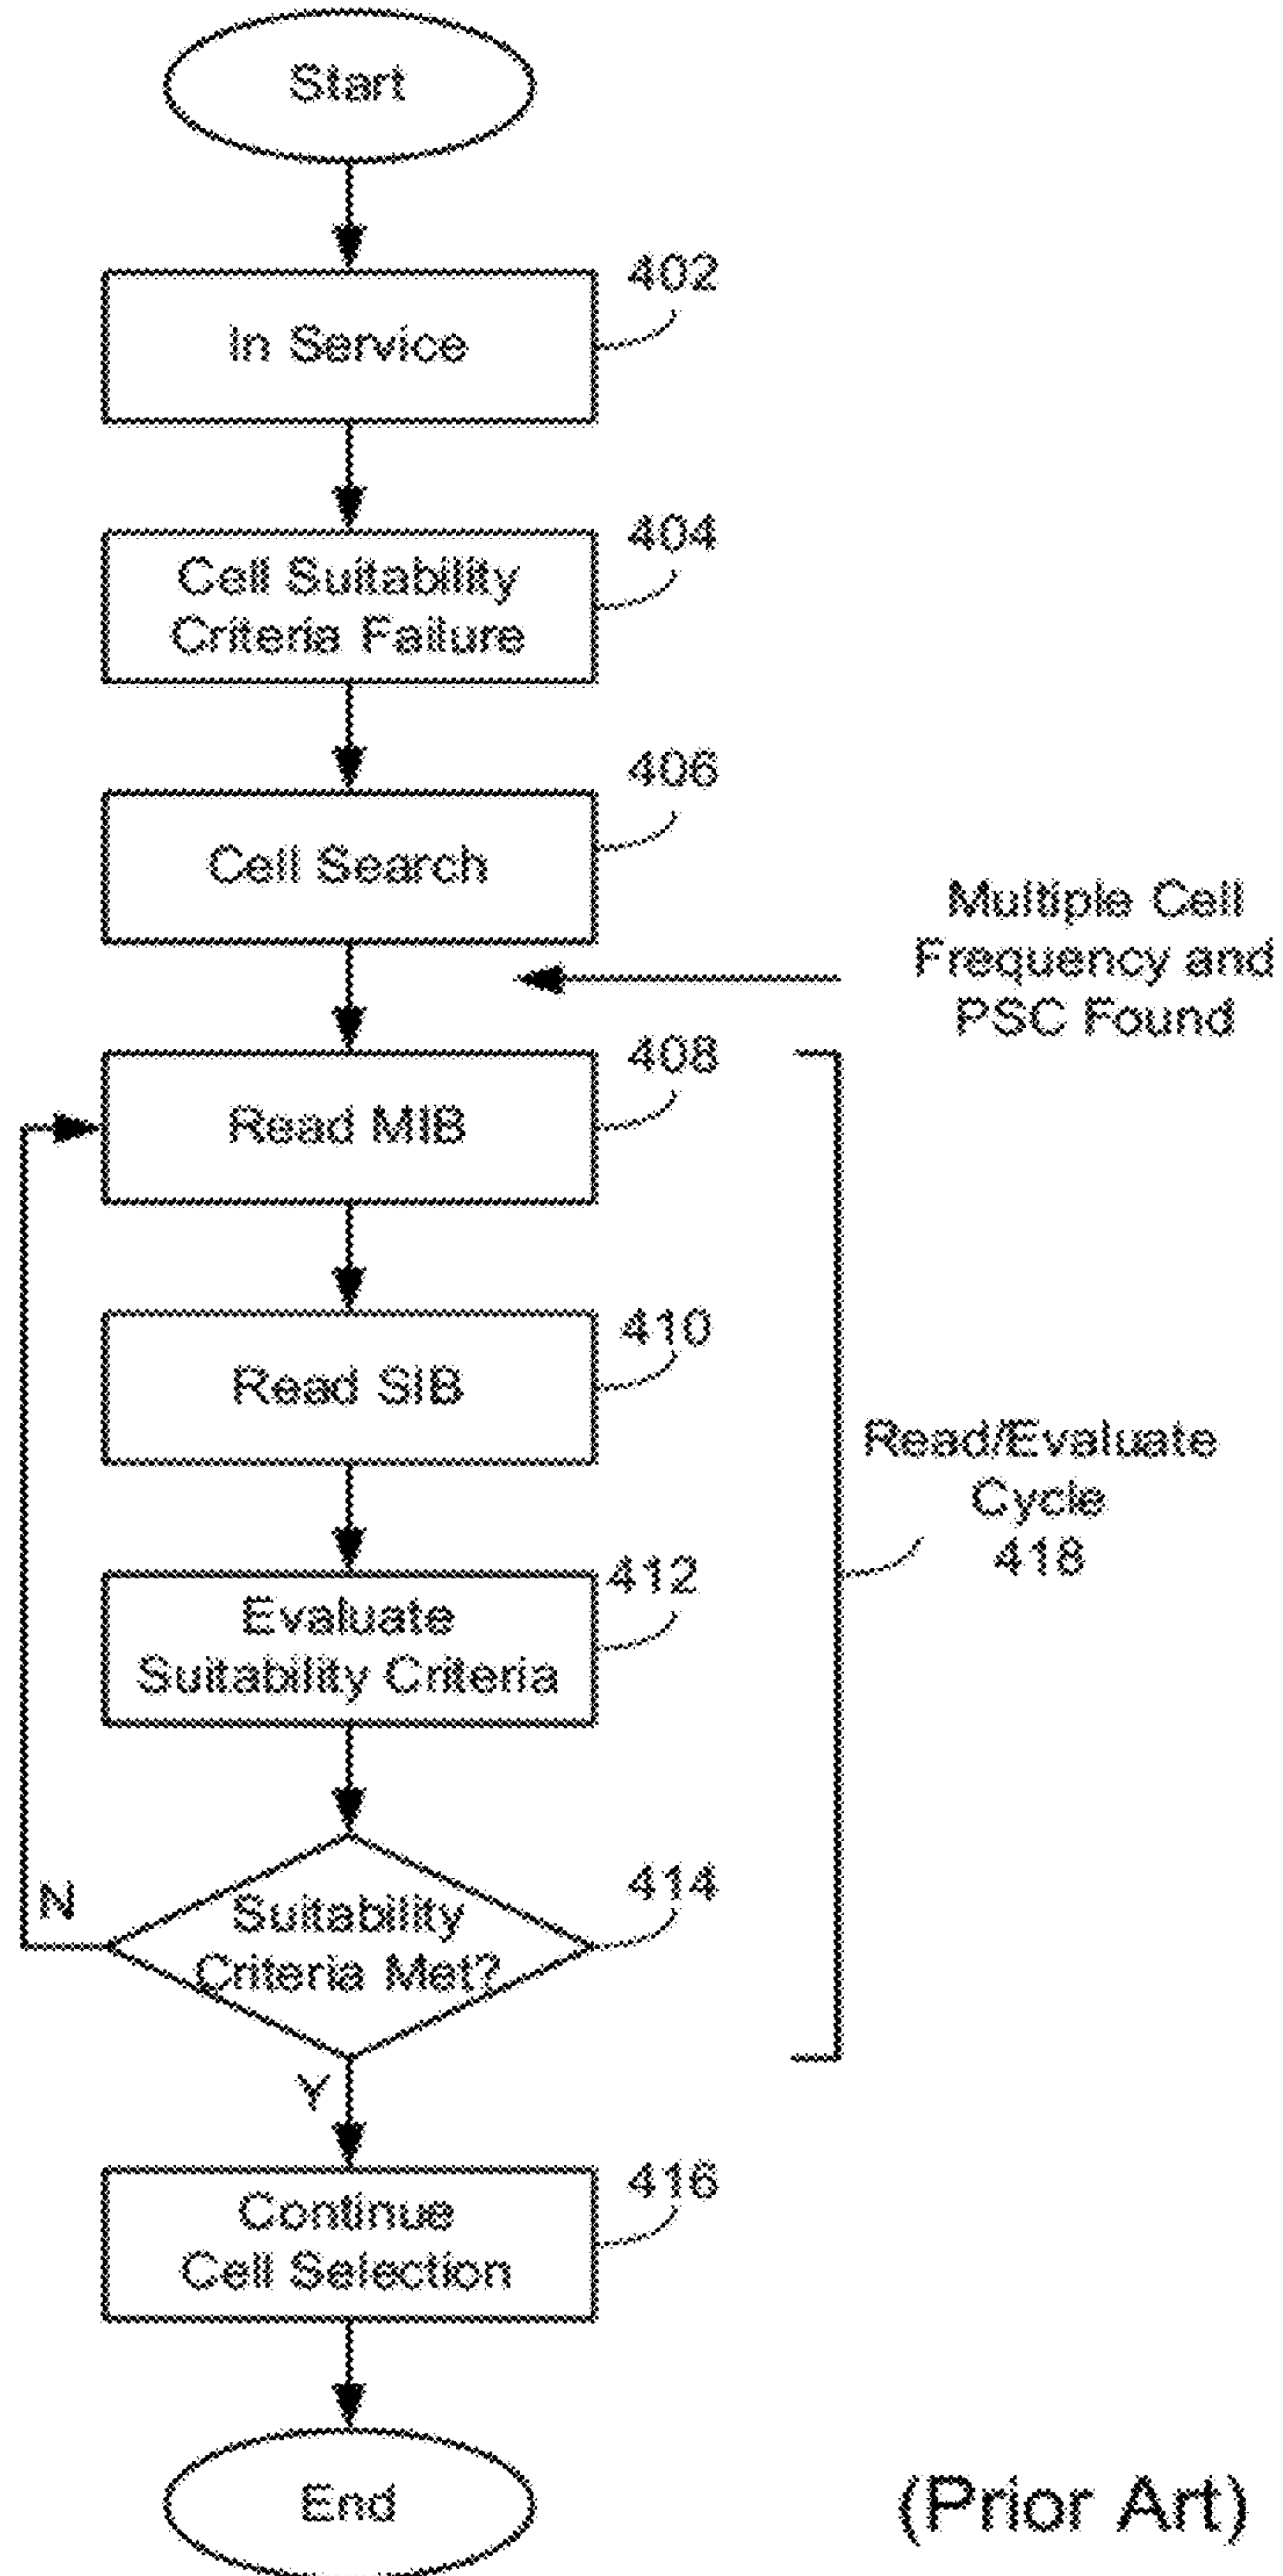 Start
402
In Service
404
Cell Suitability
Criteria Failure
406
Cell Search
Multiple Cell
Frequency and
PSC Found
408
Read MIB
410
Read SIB
Read/Evaluate
Cycle
418
412
Evaluate
Suitability Criteria
414
N
Suitability
Criteria Met?
Y
416
Continue
Cell Selection
End
(Prior Art)